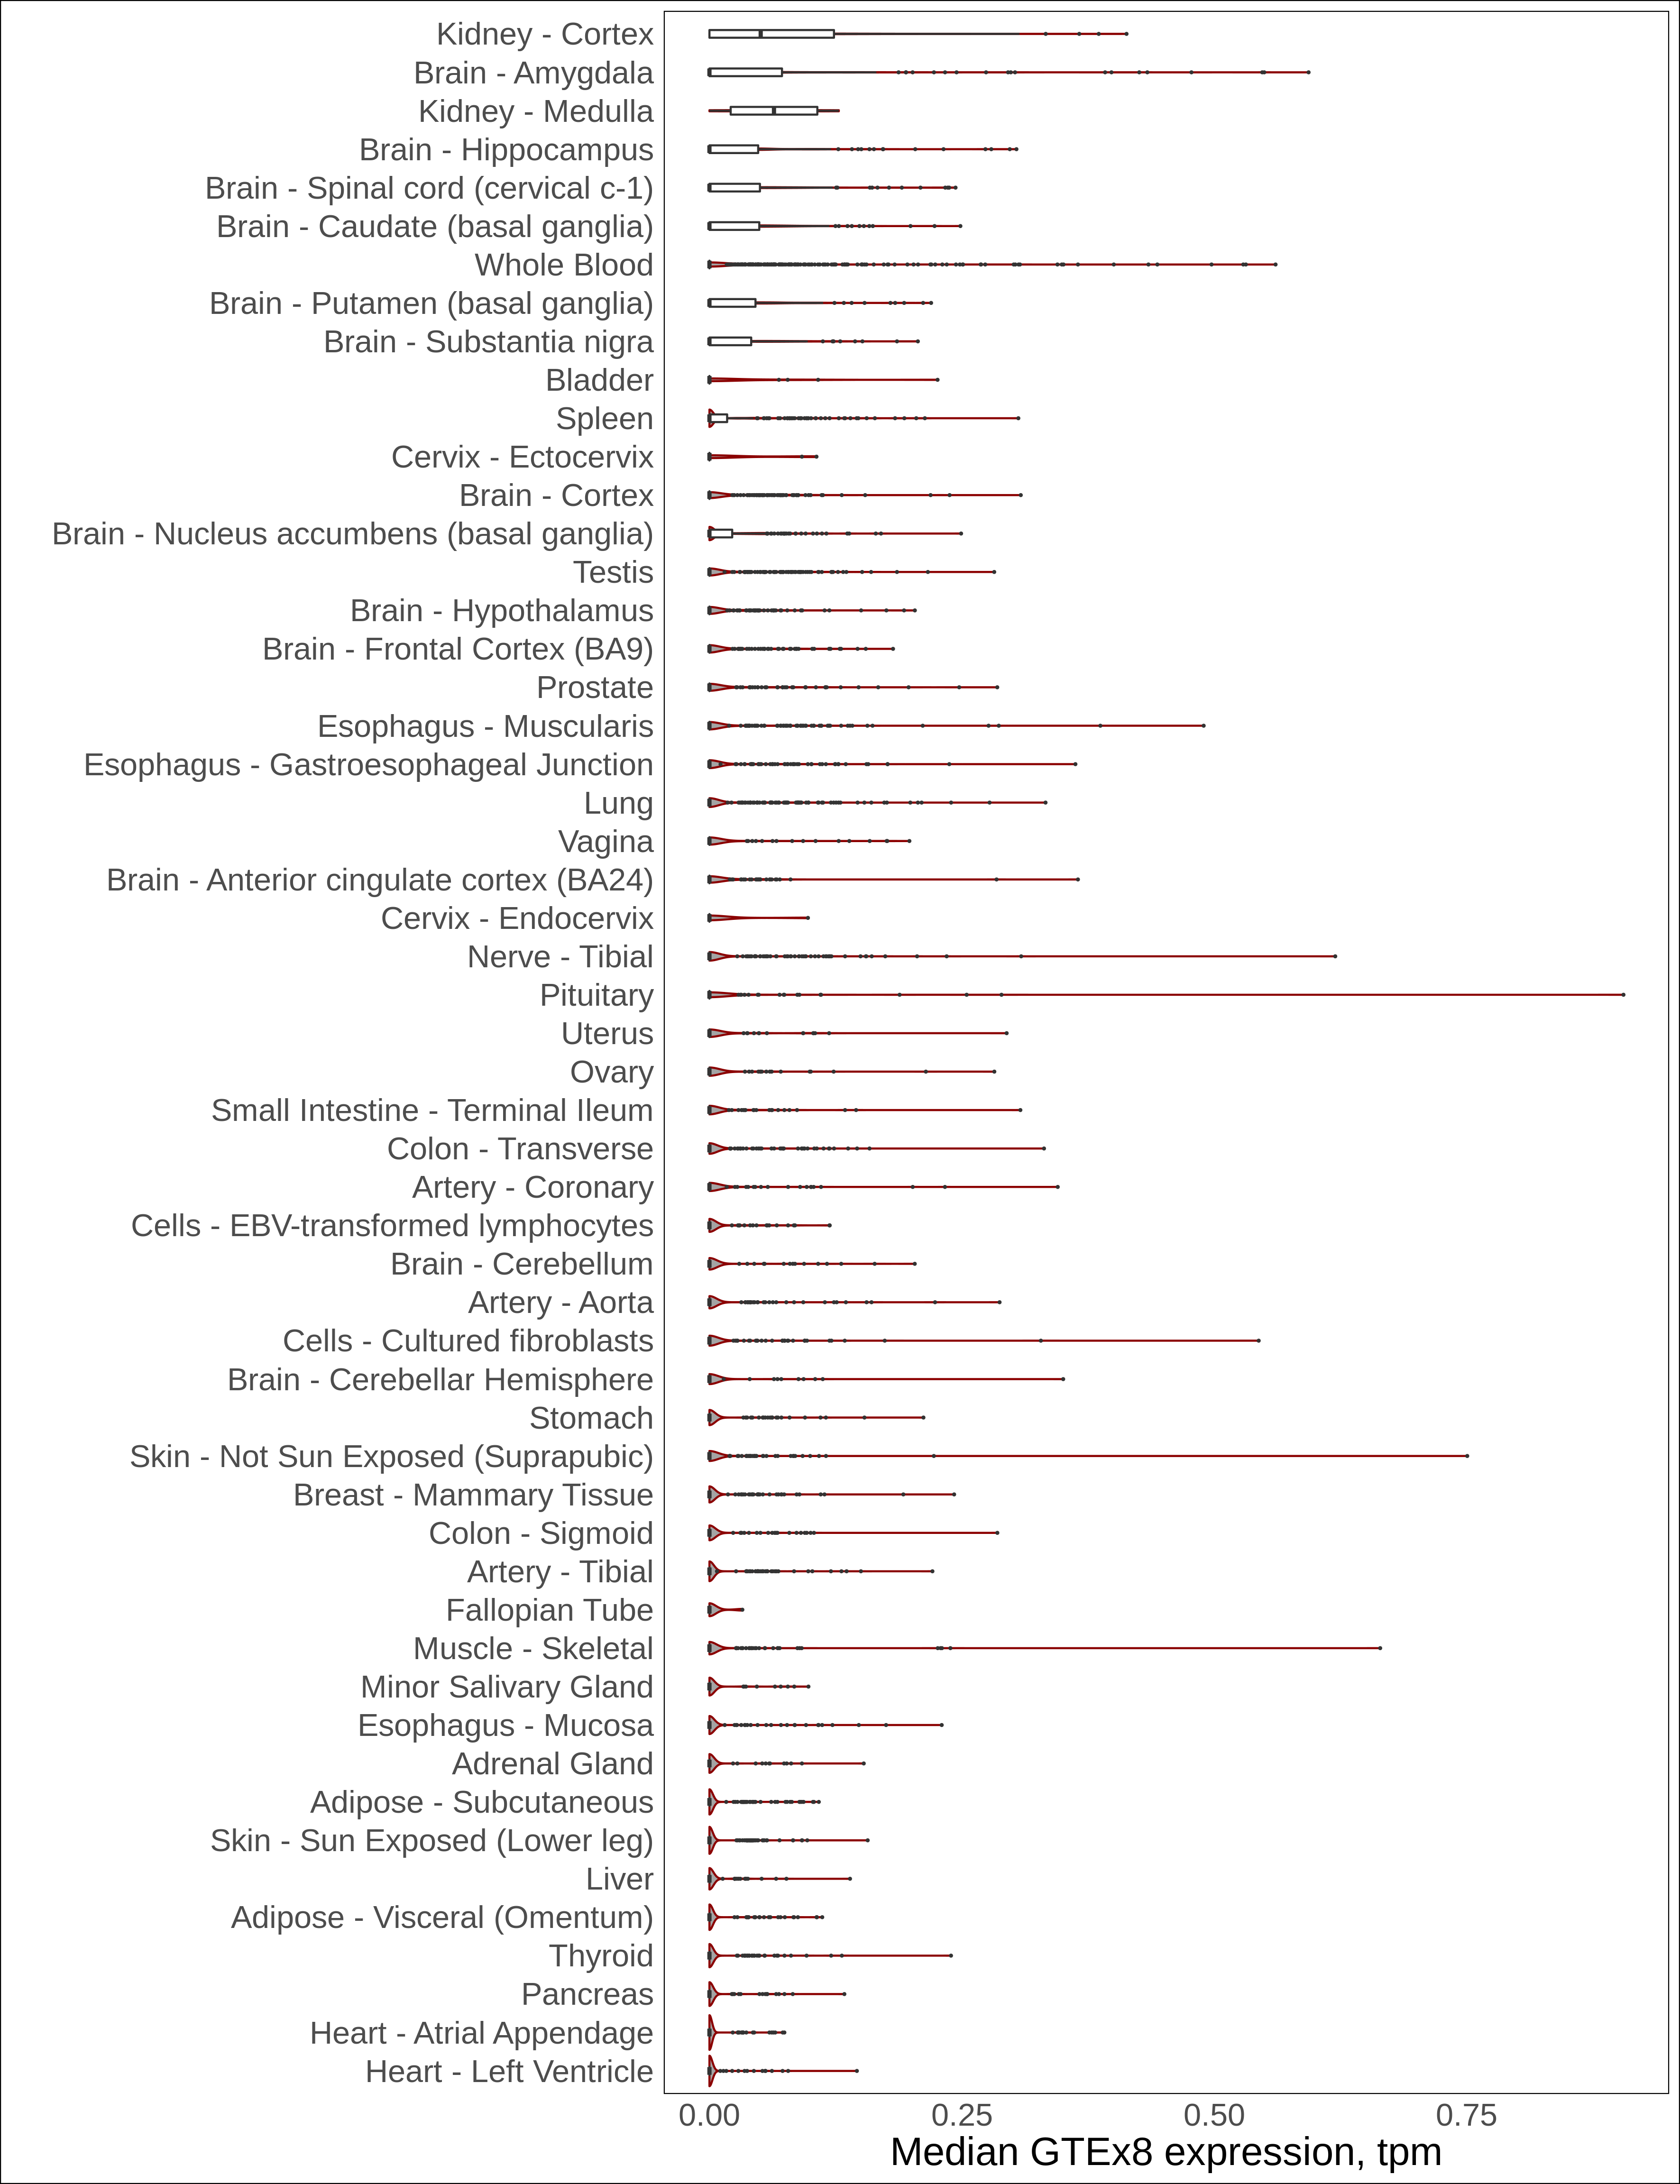 Kidney - Cortex
Brain - Amygdala
Kidney - Medulla
Brain - Hippocampus
Brain - Spinal cord (cervical c-1)
Brain - Caudate (basal ganglia)
Whole Blood
Brain - Putamen (basal ganglia)
Brain - Substantia nigra
Bladder
Spleen
Cervix - Ectocervix
Brain - Cortex
Brain - Nucleus accumbens (basal ganglia)
Testis
Brain - Hypothalamus
Brain - Frontal Cortex (BA9)
Prostate
Esophagus - Muscularis
Esophagus - Gastroesophageal Junction
Lung
Vagina
Brain - Anterior cingulate cortex (BA24)
Cervix - Endocervix
Nerve - Tibial
Pituitary
Uterus
Ovary
Small Intestine - Terminal Ileum
Colon - Transverse
Artery - Coronary
Cells - EBV-transformed lymphocytes
Brain - Cerebellum
Artery - Aorta
Cells - Cultured fibroblasts
Brain - Cerebellar Hemisphere
Stomach
Skin - Not Sun Exposed (Suprapubic)
Breast - Mammary Tissue
Colon - Sigmoid
Artery - Tibial
Fallopian Tube
Muscle - Skeletal
Minor Salivary Gland
Esophagus - Mucosa
Adrenal Gland
Adipose - Subcutaneous
Skin - Sun Exposed (Lower leg)
Liver
Adipose - Visceral (Omentum)
Thyroid
Pancreas
Heart - Atrial Appendage
Heart - Left Ventricle
0.00 0.25 0.50 0.75
Median GTEx8 expression, tpm